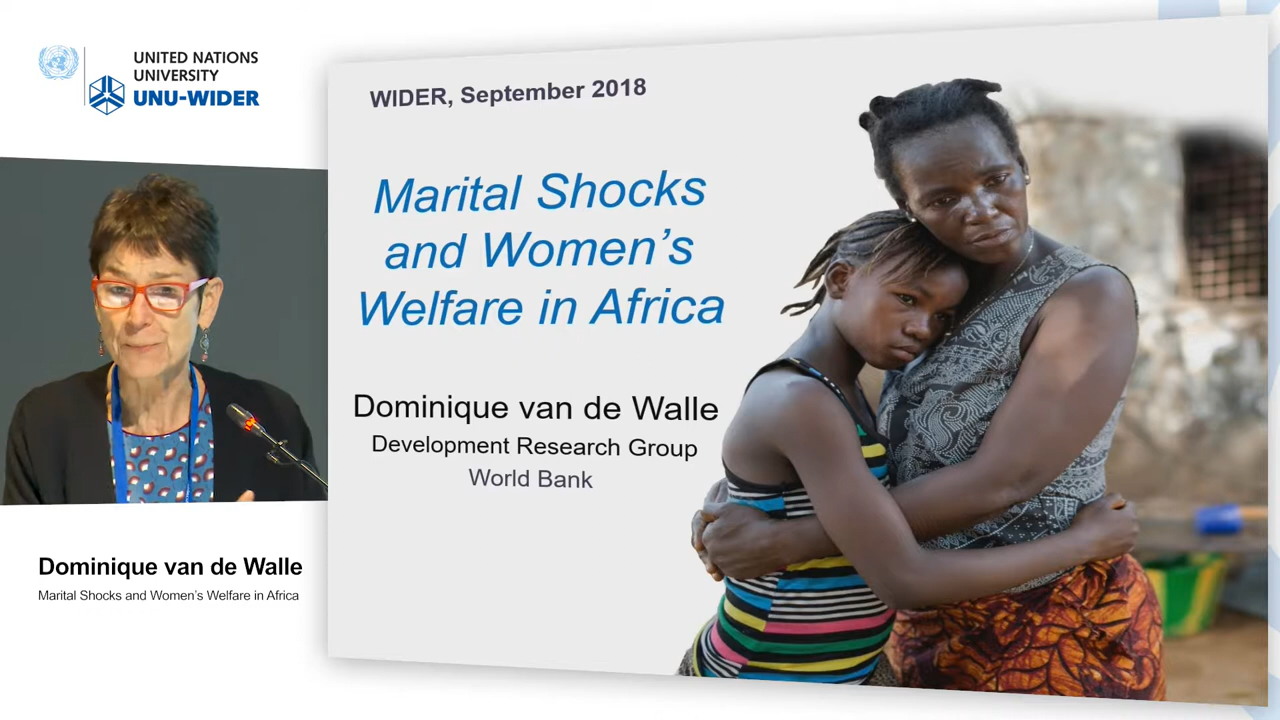 UNITED NATIONS
UNIVERSITY
UNU-WIDER
WIDER, September 2018
Marital Shocks
and Women's
Welfare in Africa
Dominique van de Walle
Development Research Group
World Bank
Dominique van de Walle
Marital Shocks and Women's Welfare in Africa